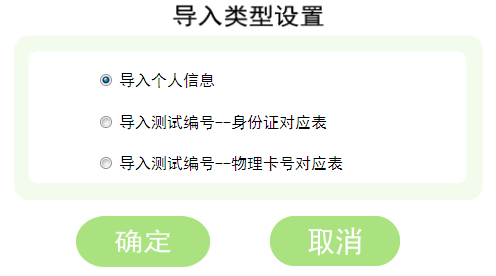 导入类型设置
导入个人信息
导入测试编号--身份证对应表
导入测试编号--物理卡号对应表
确定 取消